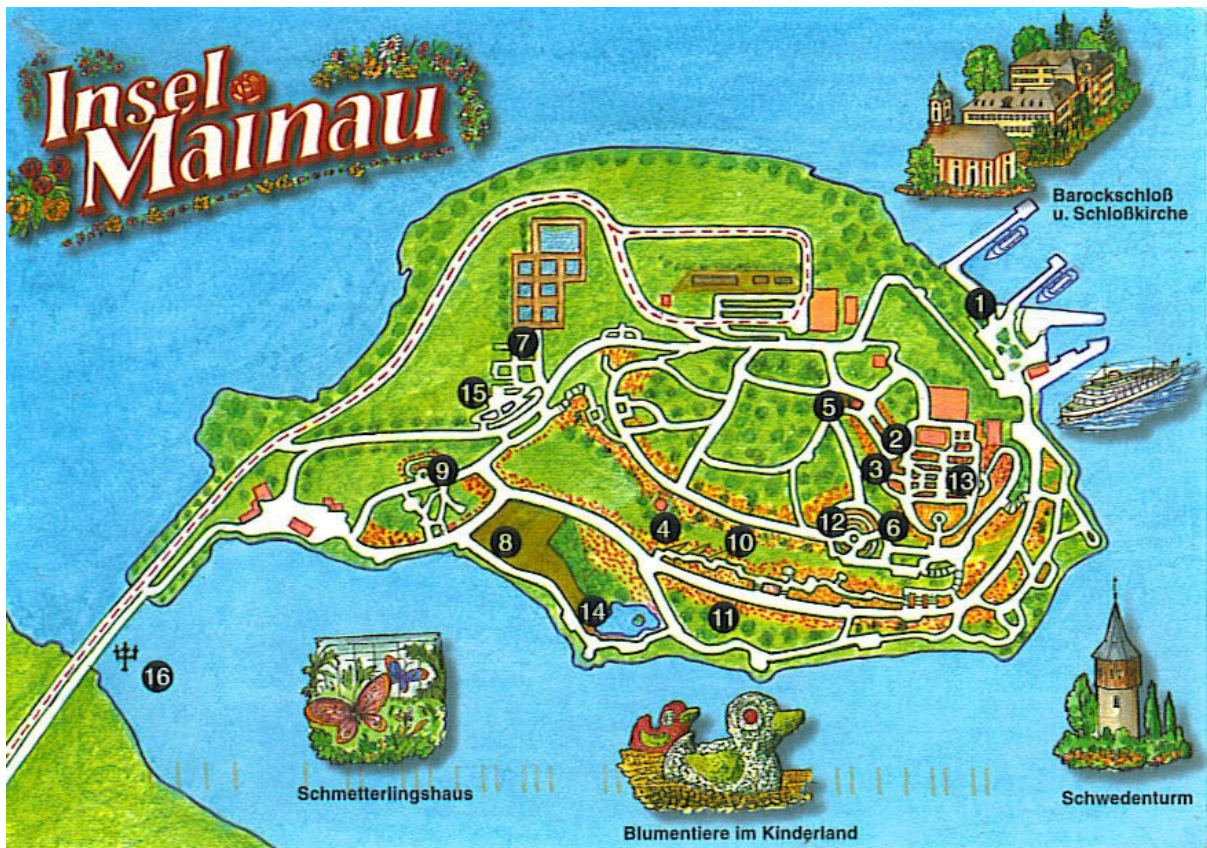 Insel
Mainau
Barockschloß
u. Schloßkirche
1
7
15
5
2
3
13
9
12
6
4
10
8
14
11
16
Schmetterlingshaus
Blumentiere im Kinderland
Schwedenturm